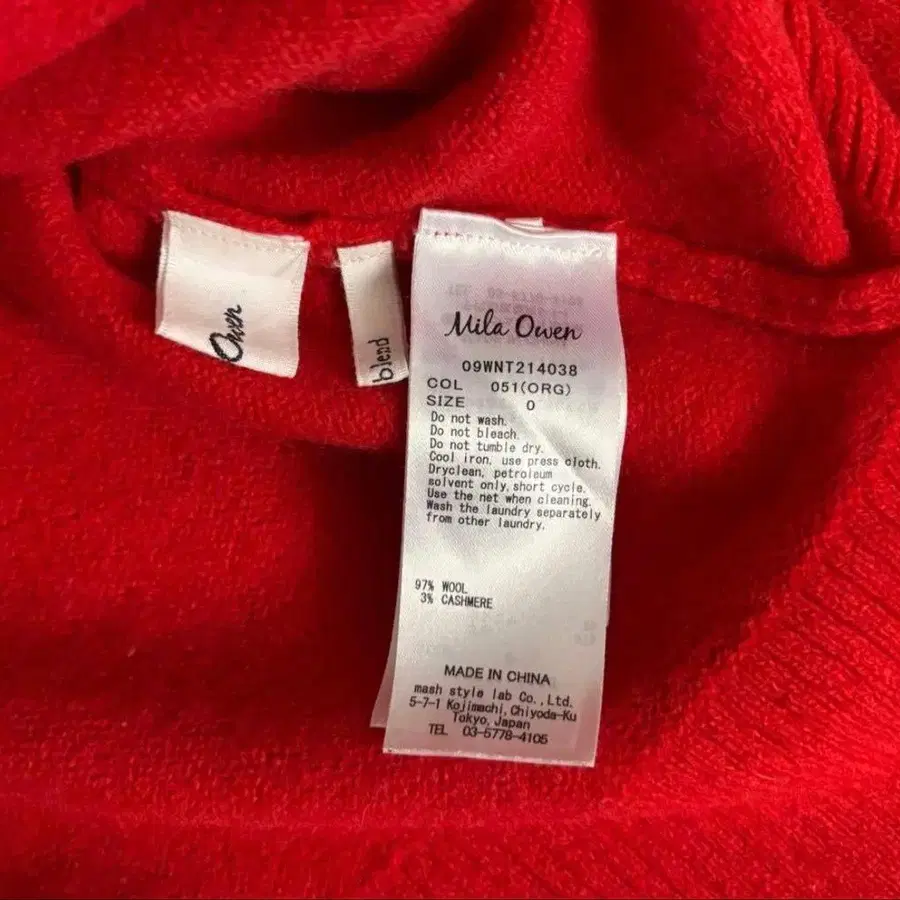 Owen
blend
Mila Owen
09WNT214038
COL 051(ORG)
SIZE 0
Do not wash.
Do not bleach.
Do not tumble dry.
Cool iron, use press cloth.
Dryclean, petroleum
solvent only, short cycle.
Use the net when cleaning.
Wash the laundry separately
from other laundry.
97% WOOL
3% CASHMERE
MADE IN CHINA
mash style lab Co.,Ltd.
5-7-1 Kojimachi,Chiyoda-Ku
Tokyo,Japan
TEL 03-5778-4105